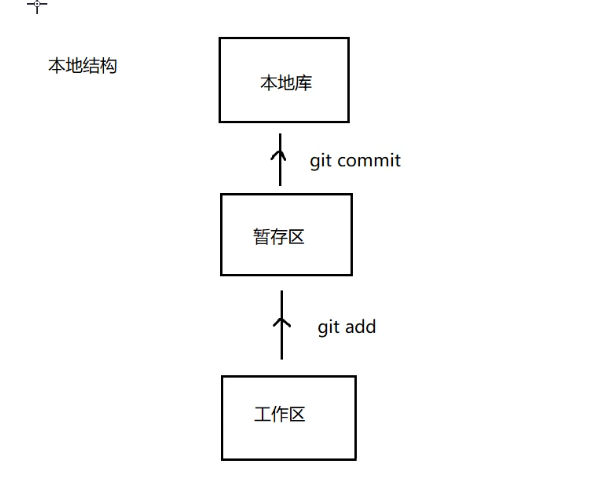 本地结构
本地库
git commit
暂存区
git add
工作区